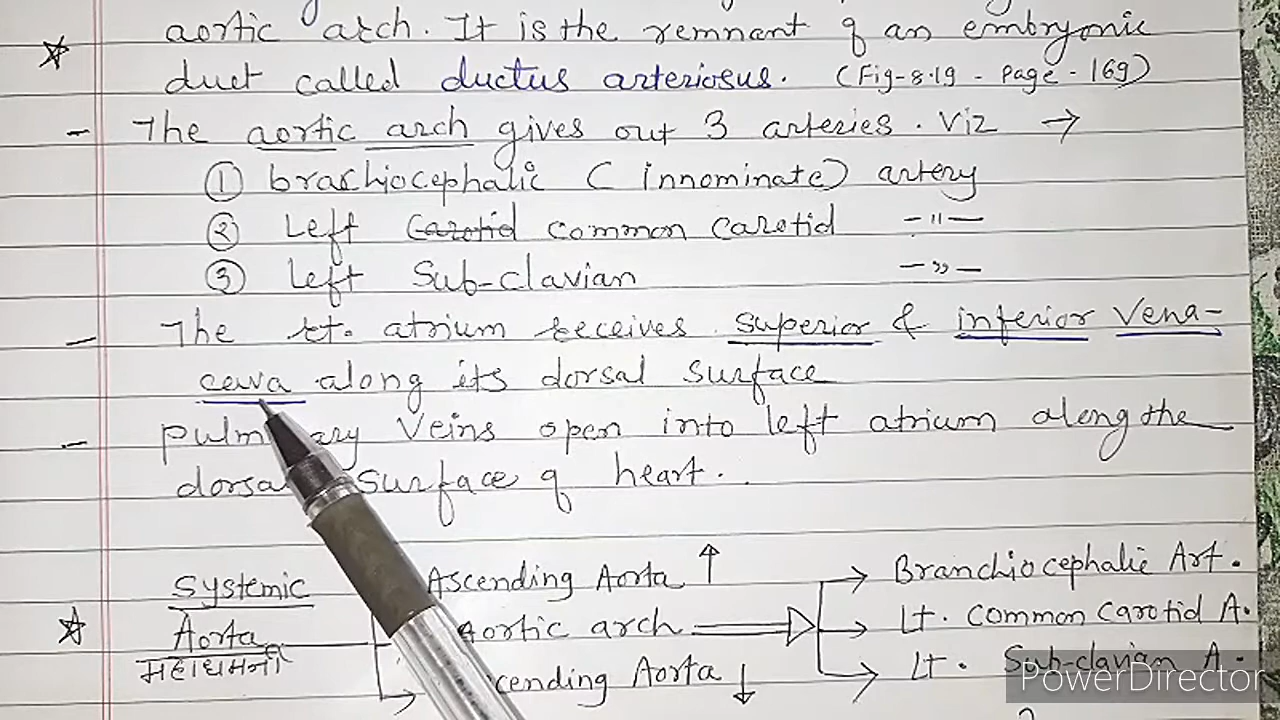 aortic arch. It is the remnant of an embryonic
☆ duct called ductus arteriosus. (Fig-8.19 - Page - 169)
- The aortic arch gives out 3 arteries. Viz →
① brachiocephalic (innominate) artery
② Left Carotid common carotid -"-
③ Left Sub-clavian -"-
- The rt. atrium receives superior & inferior Vena-
cava along its dorsal surface
- Veins open into left atrium along the
surface of heart.
Systemic Ascending Aorta ↑ → Branchiocephalic Art.
☆ Aorta Aortic arch → Lt. Common Carotid A.
महाधमनी Aorta ↓ → Lt. Sub-clavian A.
PowerDirector